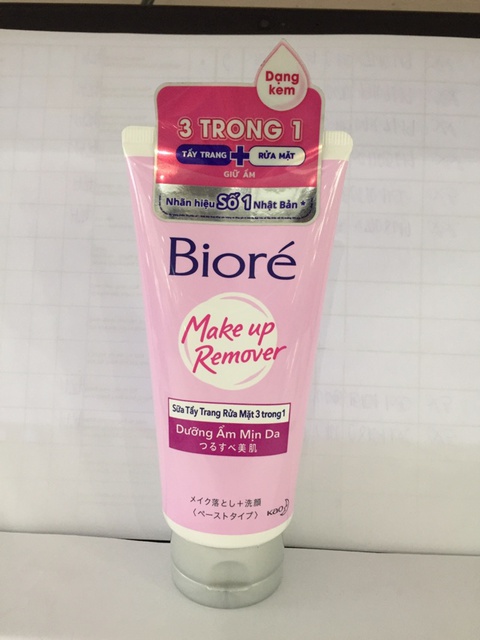 Dạng
kem
3 TRONG 1
TẨY TRANG + RỬA MẶT
GIỮ ẨM
Nhãn hiệu Số 1 Nhật Bản *
Bioré
Make up
Remover
Sữa Tẩy Trang Rửa Mặt 3 trong 1
Dưỡng Ẩm Mịn Da
つるすべ美肌
メイク落とし+洗顔
〈ペーストタイプ〉
Kao